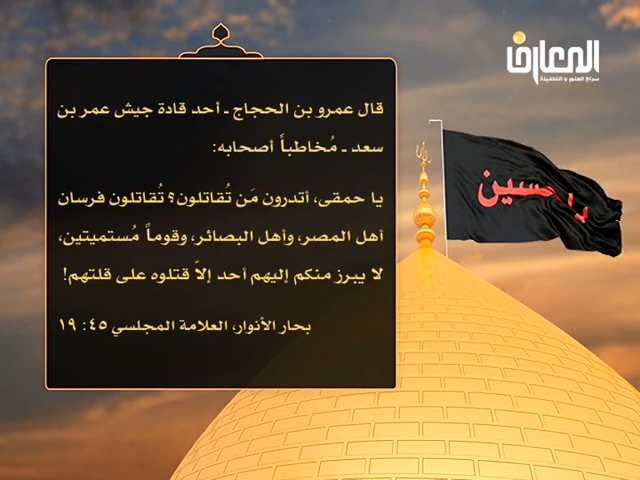 المعارف
قال عمرو بن الحجاج - أحد قادة جيش عمر بن
سعد - مُخاطباً أصحابه:
يا حمقى، أتدرون مَن تُقاتلون؟ تُقاتلون فرسان
أهل المصر، وأهل البصائر، وقوماً مُستميتين،
لا يبرز منكم إليهم أحد إلاّ قتلوه على قلتهم!
بحار الأنوار، العلامة المجلسي ٤٥: ١٩
يا حسين